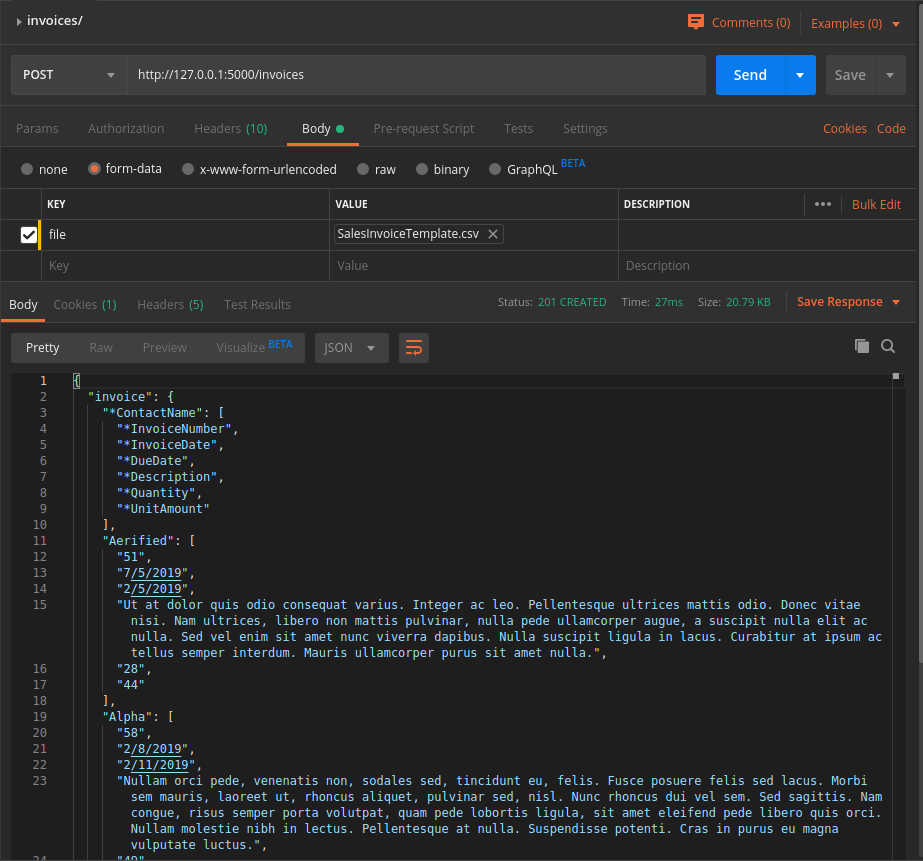 invoices/
Comments (0) Examples (0)
POST http://127.0.0.1:5000/invoices Send Save
Params Authorization Headers (10) Body Pre-request Script Tests Settings Cookies Code
none form-data x-www-form-urlencoded raw binary GraphQL BETA
KEY VALUE DESCRIPTION ••• Bulk Edit
file SalesInvoiceTemplate.csv
Key Value Description
Body Cookies (1) Headers (5) Test Results Status: 201 CREATED Time: 27ms Size: 20.79 KB Save Response
Pretty Raw Preview Visualize BETA JSON
1 {
2 "invoice": {
3 "*ContactName": [
4 "*InvoiceNumber",
5 "*InvoiceDate",
6 "*DueDate",
7 "*Description",
8 "*Quantity",
9 "*UnitAmount"
10 ],
11 "Aerified": [
12 "51",
13 "7/5/2019",
14 "2/5/2019",
15 "Ut at dolor quis odio consequat varius. Integer ac leo. Pellentesque ultrices mattis odio. Donec vitae
nisi. Nam ultrices, libero non mattis pulvinar, nulla pede ullamcorper augue, a suscipit nulla elit ac
nulla. Sed vel enim sit amet nunc viverra dapibus. Nulla suscipit ligula in lacus. Curabitur at ipsum ac
tellus semper interdum. Mauris ullamcorper purus sit amet nulla.",
16 "28",
17 "44"
18 ],
19 "Alpha": [
20 "58",
21 "2/8/2019",
22 "2/11/2019",
23 "Nullam orci pede, venenatis non, sodales sed, tincidunt eu, felis. Fusce posuere felis sed lacus. Morbi
sem mauris, laoreet ut, rhoncus aliquet, pulvinar sed, nisl. Nunc rhoncus dui vel sem. Sed sagittis. Nam
congue, risus semper porta volutpat, quam pede lobortis ligula, sit amet eleifend pede libero quis orci.
Nullam molestie nibh in lectus. Pellentesque at nulla. Suspendisse potenti. Cras in purus eu magna
vulputate luctus.",